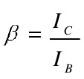 β = I_C / I_B